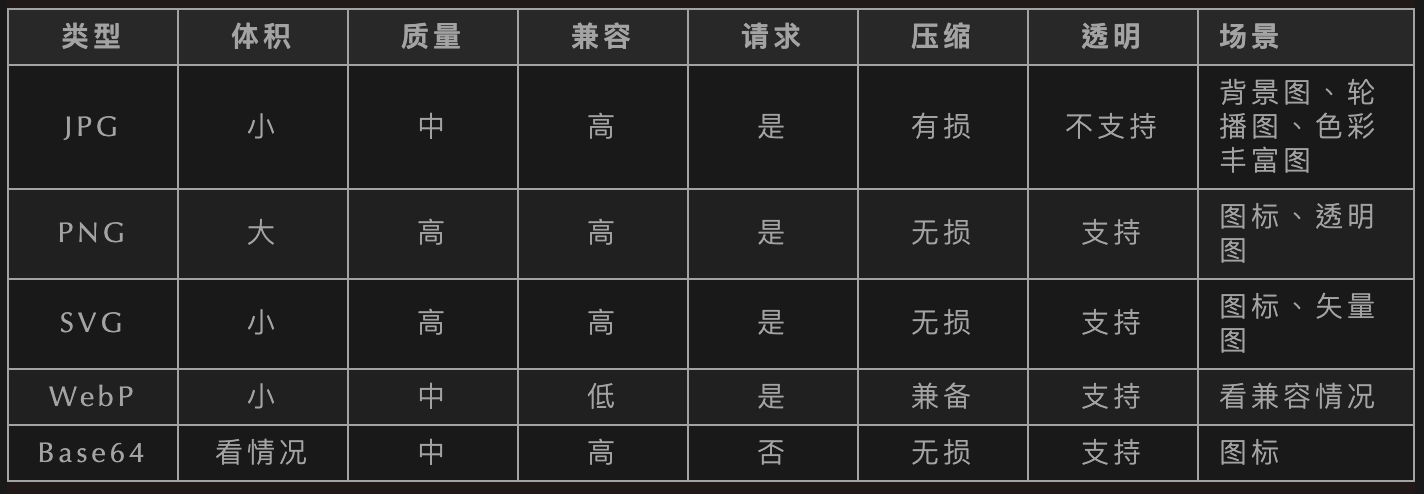 类型 体积 质量 兼容 请求 压缩 透明 场景
JPG 小 中 高 是 有损 不支持 背景图、轮
播图、色彩
丰富图
PNG 大 高 高 是 无损 支持 图标、透明
图
SVG 小 高 高 是 无损 支持 图标、矢量
图
WebP 小 中 低 是 兼备 支持 看兼容情况
Base64 看情况 中 高 否 无损 支持 图标